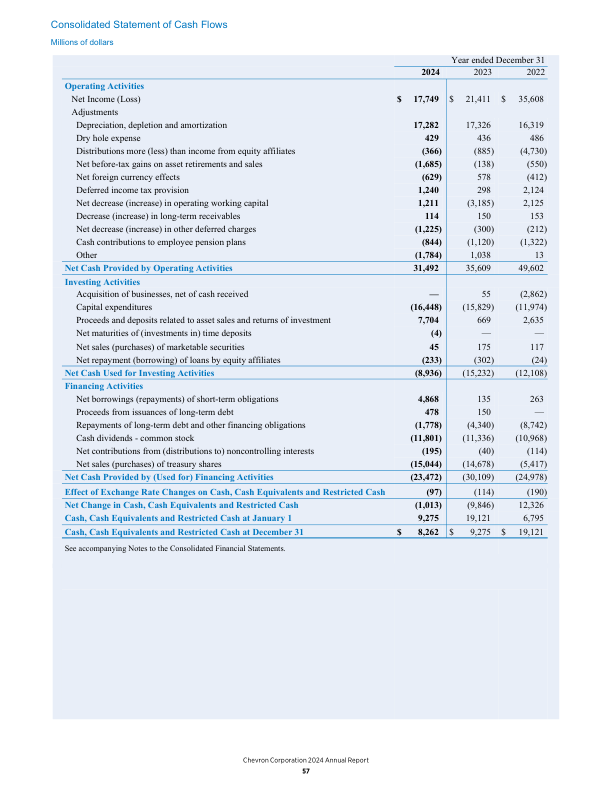 Consolidated Statement of Cash Flows
Millions of dollars
Year ended December 31
2024 2023 2022
Operating Activities
Net Income (Loss) $ 17,749 $ 21,411 $ 35,608
Adjustments
Depreciation, depletion and amortization 17,282 17,326 16,319
Dry hole expense 429 436 486
Distributions more (less) than income from equity affiliates (366) (885) (4,730)
Net before-tax gains on asset retirements and sales (1,685) (138) (550)
Net foreign currency effects (629) 578 (412)
Deferred income tax provision 1,240 298 2,124
Net decrease (increase) in operating working capital 1,211 (3,185) 2,125
Decrease (increase) in long-term receivables 114 150 153
Net decrease (increase) in other deferred charges (1,225) (300) (212)
Cash contributions to employee pension plans (844) (1,120) (1,322)
Other (1,784) 1,038 13
Net Cash Provided by Operating Activities 31,492 35,609 49,602
Investing Activities
Acquisition of businesses, net of cash received — 55 (2,862)
Capital expenditures (16,448) (15,829) (11,974)
Proceeds and deposits related to asset sales and returns of investment 7,704 669 2,635
Net maturities of (investments in) time deposits (4) — —
Net sales (purchases) of marketable securities 45 175 117
Net repayment (borrowing) of loans by equity affiliates (233) (302) (24)
Net Cash Used for Investing Activities (8,936) (15,232) (12,108)
Financing Activities
Net borrowings (repayments) of short-term obligations 4,868 135 263
Proceeds from issuances of long-term debt 478 150 —
Repayments of long-term debt and other financing obligations (1,778) (4,340) (8,742)
Cash dividends - common stock (11,801) (11,336) (10,968)
Net contributions from (distributions to) noncontrolling interests (195) (40) (114)
Net sales (purchases) of treasury shares (15,044) (14,678) (5,417)
Net Cash Provided by (Used for) Financing Activities (23,472) (30,109) (24,978)
Effect of Exchange Rate Changes on Cash, Cash Equivalents and Restricted Cash (97) (114) (190)
Net Change in Cash, Cash Equivalents and Restricted Cash (1,013) (9,846) 12,326
Cash, Cash Equivalents and Restricted Cash at January 1 9,275 19,121 6,795
Cash, Cash Equivalents and Restricted Cash at December 31 $ 8,262 $ 9,275 $ 19,121
See accompanying Notes to the Consolidated Financial Statements.
Chevron Corporation 2024 Annual Report
57